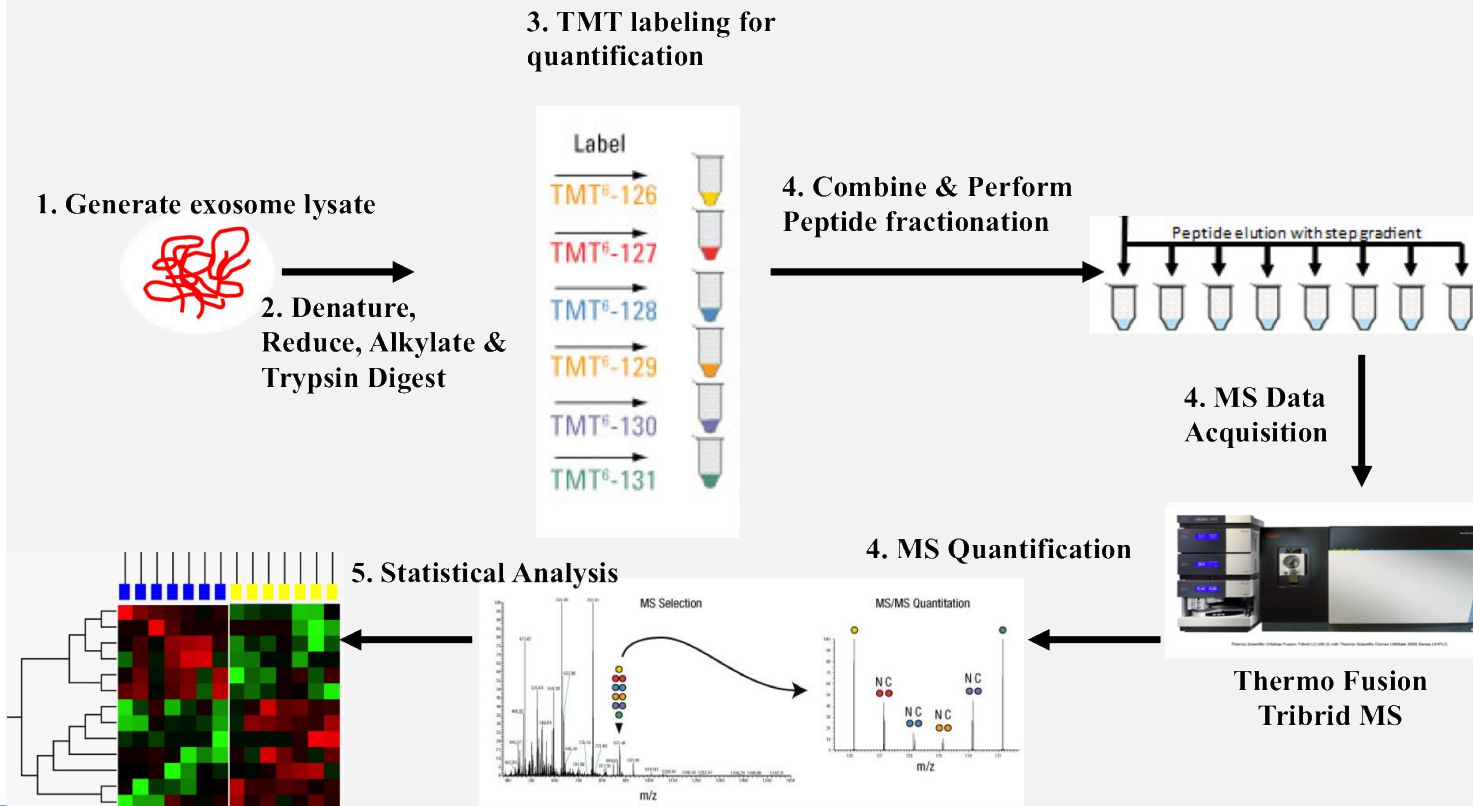 3. TMT labeling for
quantification
Label
TMT⁶-126
TMT⁶-127
TMT⁶-128
TMT⁶-129
TMT⁶-130
TMT⁶-131
1. Generate exosome lysate
2. Denature,
Reduce, Alkylate &
Trypsin Digest
4. Combine & Perform
Peptide fractionation
Peptide elution with step gradient
4. MS Data
Acquisition
Thermo Fusion
Tribrid MS
4. MS Quantification
MS Selection
m/z
MS/MS Quantitation
N C
N C
N C
N C
m/z
5. Statistical Analysis